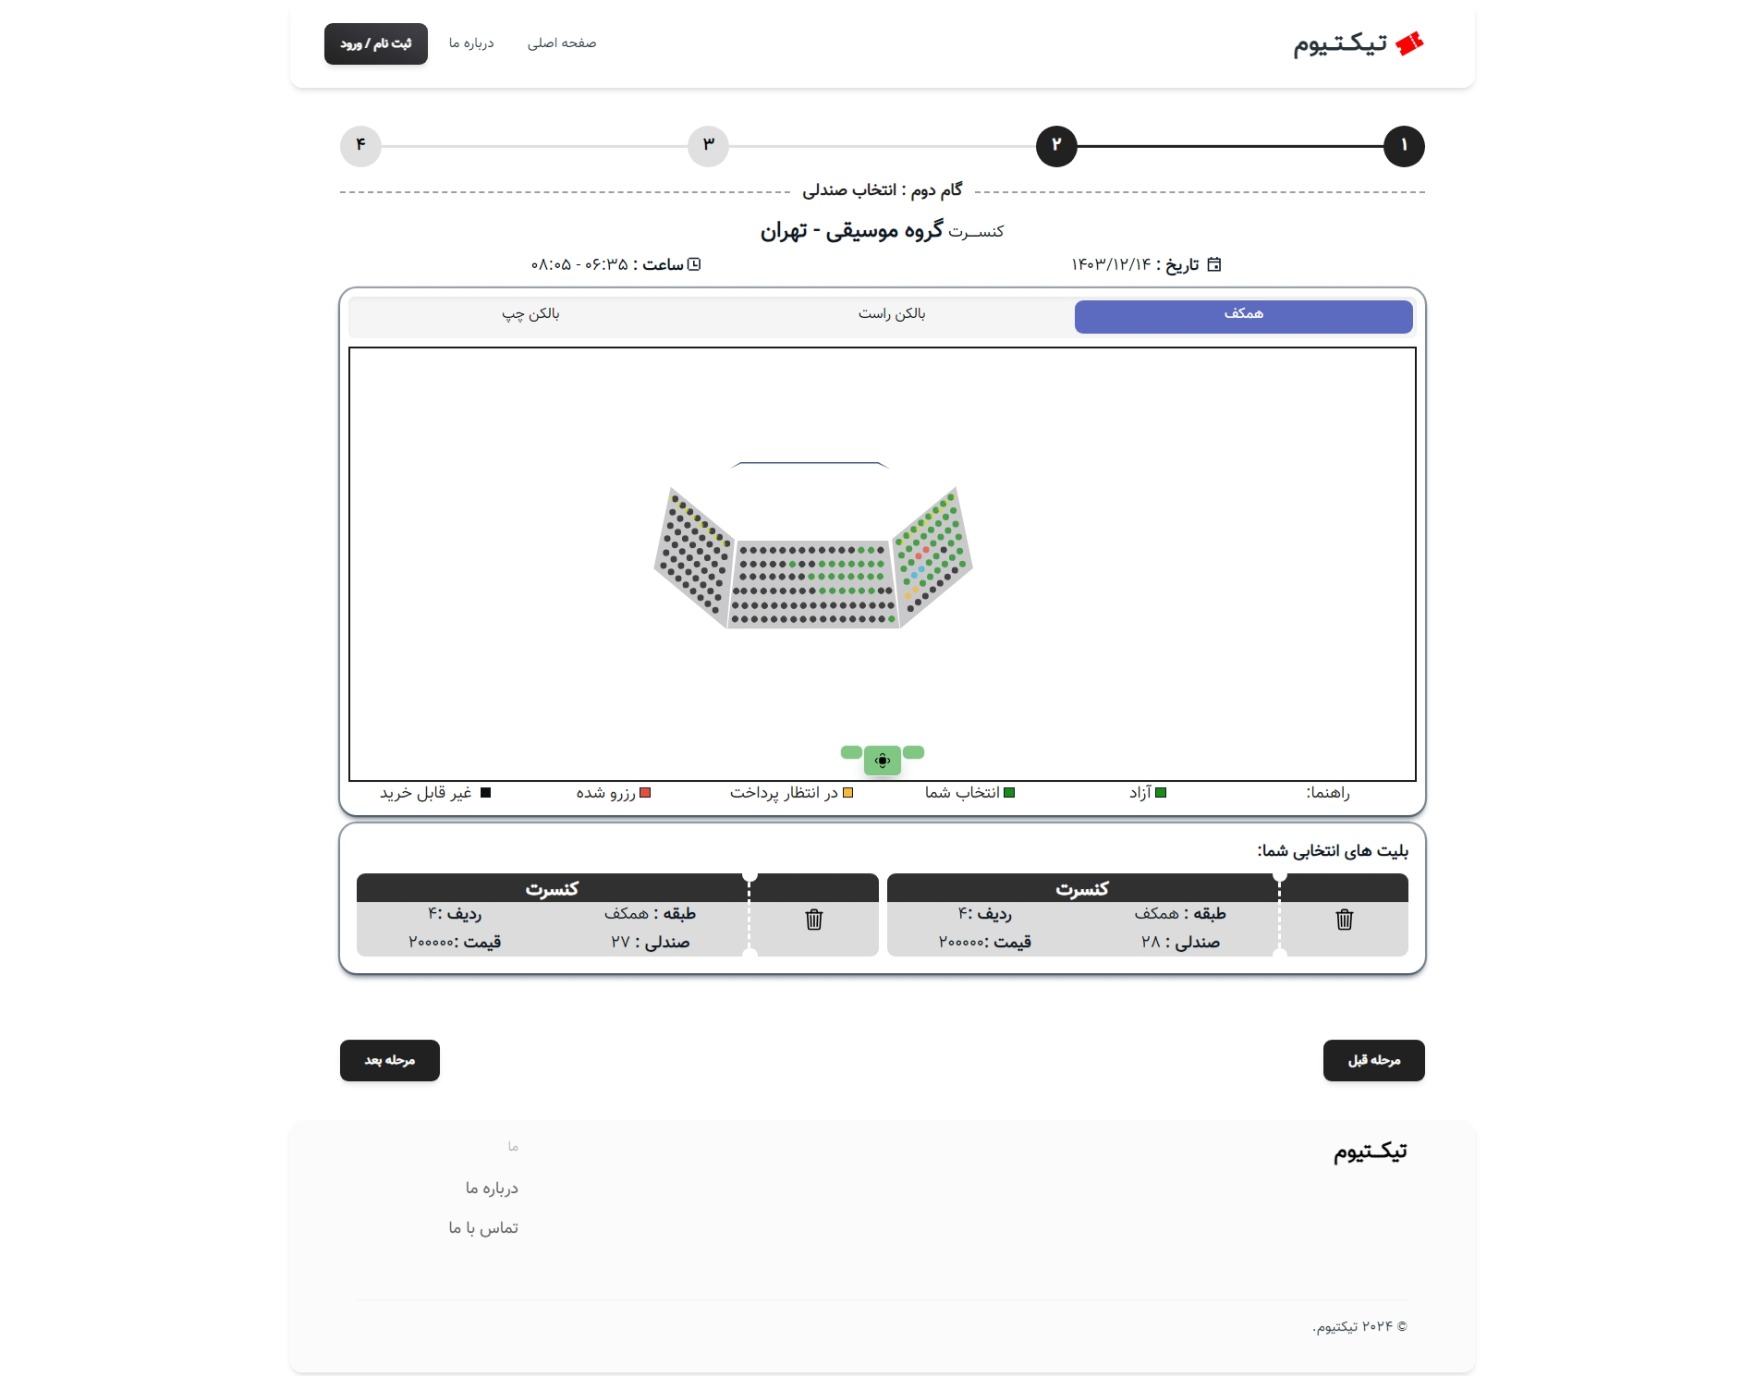 تیکتیوم
صفحه اصلی
درباره ما
ثبت نام / ورود
۱
۲
۳
۴
گام دوم : انتخاب صندلی
کنسرت گروه موسیقی - تهران
تاریخ : ۱۴۰۳/۱۲/۱۴
ساعت : ۰۶:۳۵ - ۰۸:۰۵
همکف
بالکن راست
بالکن چپ
راهنما:
آزاد
انتخاب شما
در انتظار پرداخت
رزرو شده
غیر قابل خرید
بلیت های انتخابی شما:
کنسرت
طبقه : همکف
ردیف :۴
صندلی : ۲۸
قیمت :۲۰۰۰۰۰
کنسرت
طبقه : همکف
ردیف :۴
صندلی : ۲۷
قیمت :۲۰۰۰۰۰
مرحله قبل
مرحله بعد
تیکتیوم
ما
درباره ما
تماس با ما
© ۲۰۲۴ تیکتیوم.